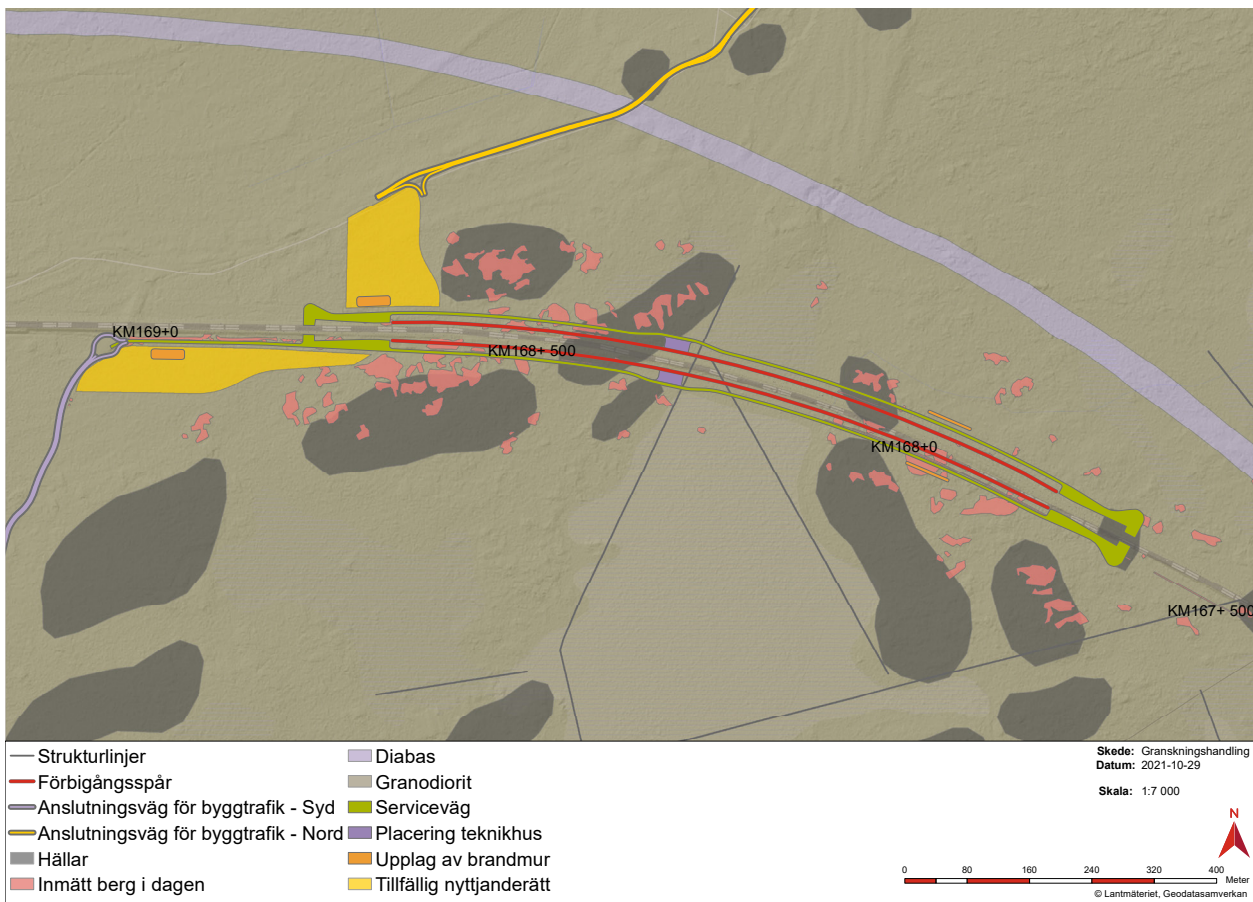 KM169+0
KM168+ 500
KM168+0
KM167+ 500
Strukturlinjer
Förbigångsspår
Anslutningsväg för byggtrafik - Syd
Anslutningsväg för byggtrafik - Nord
Hällar
Inmätt berg i dagen
Diabas
Granodiorit
Serviceväg
Placering teknikhus
Upplag av brandmur
Tillfällig nyttjanderätt
Skede: Granskningshandling
Datum: 2021-10-29
Skala: 1:7 000
N
0 80 160 240 320 400
Meter
© Lantmäteriet, Geodatasamverkan